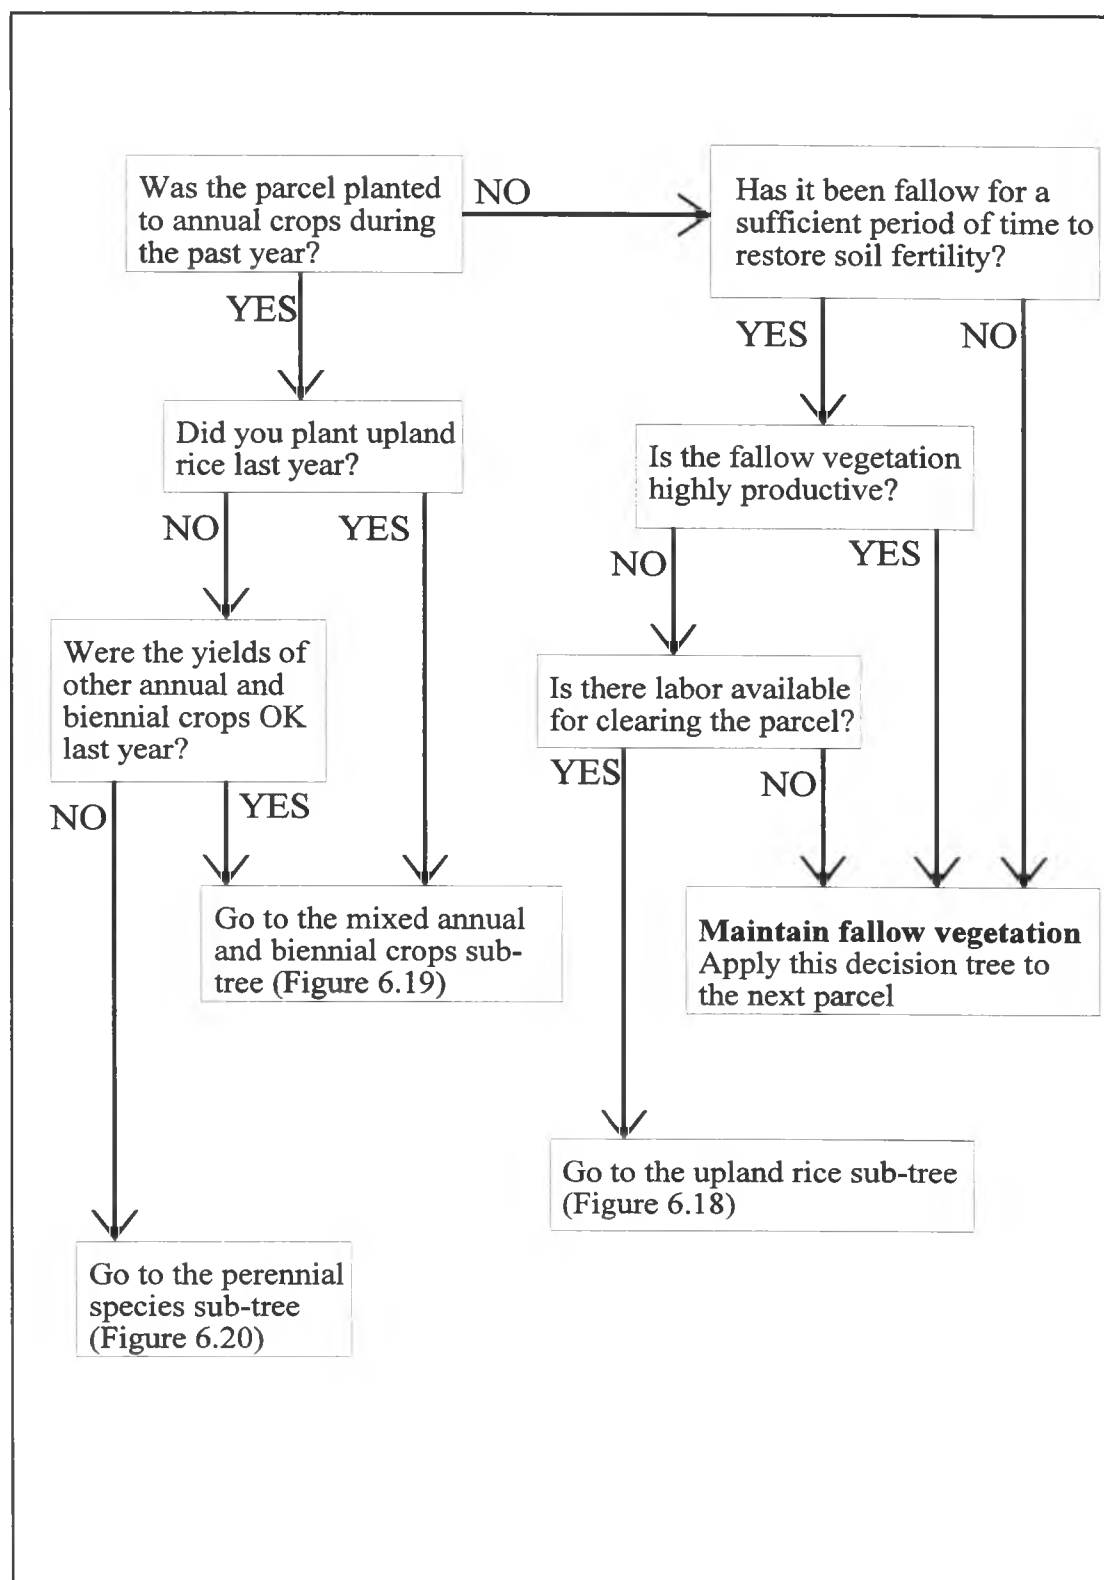 Was the parcel planted
to annual crops during
the past year?
NO
Has it been fallow for a
sufficient period of time to
restore soil fertility?
YES
YES
NO
Did you plant upland
rice last year?
Is the fallow vegetation
highly productive?
NO
YES
NO
YES
Were the yields of
other annual and
biennial crops OK
last year?
Is there labor available
for clearing the parcel?
NO
YES
YES
NO
Go to the mixed annual
and biennial crops sub-
tree (Figure 6.19)
Maintain fallow vegetation
Apply this decision tree to
the next parcel
Go to the upland rice sub-tree
(Figure 6.18)
Go to the perennial
species sub-tree
(Figure 6.20)